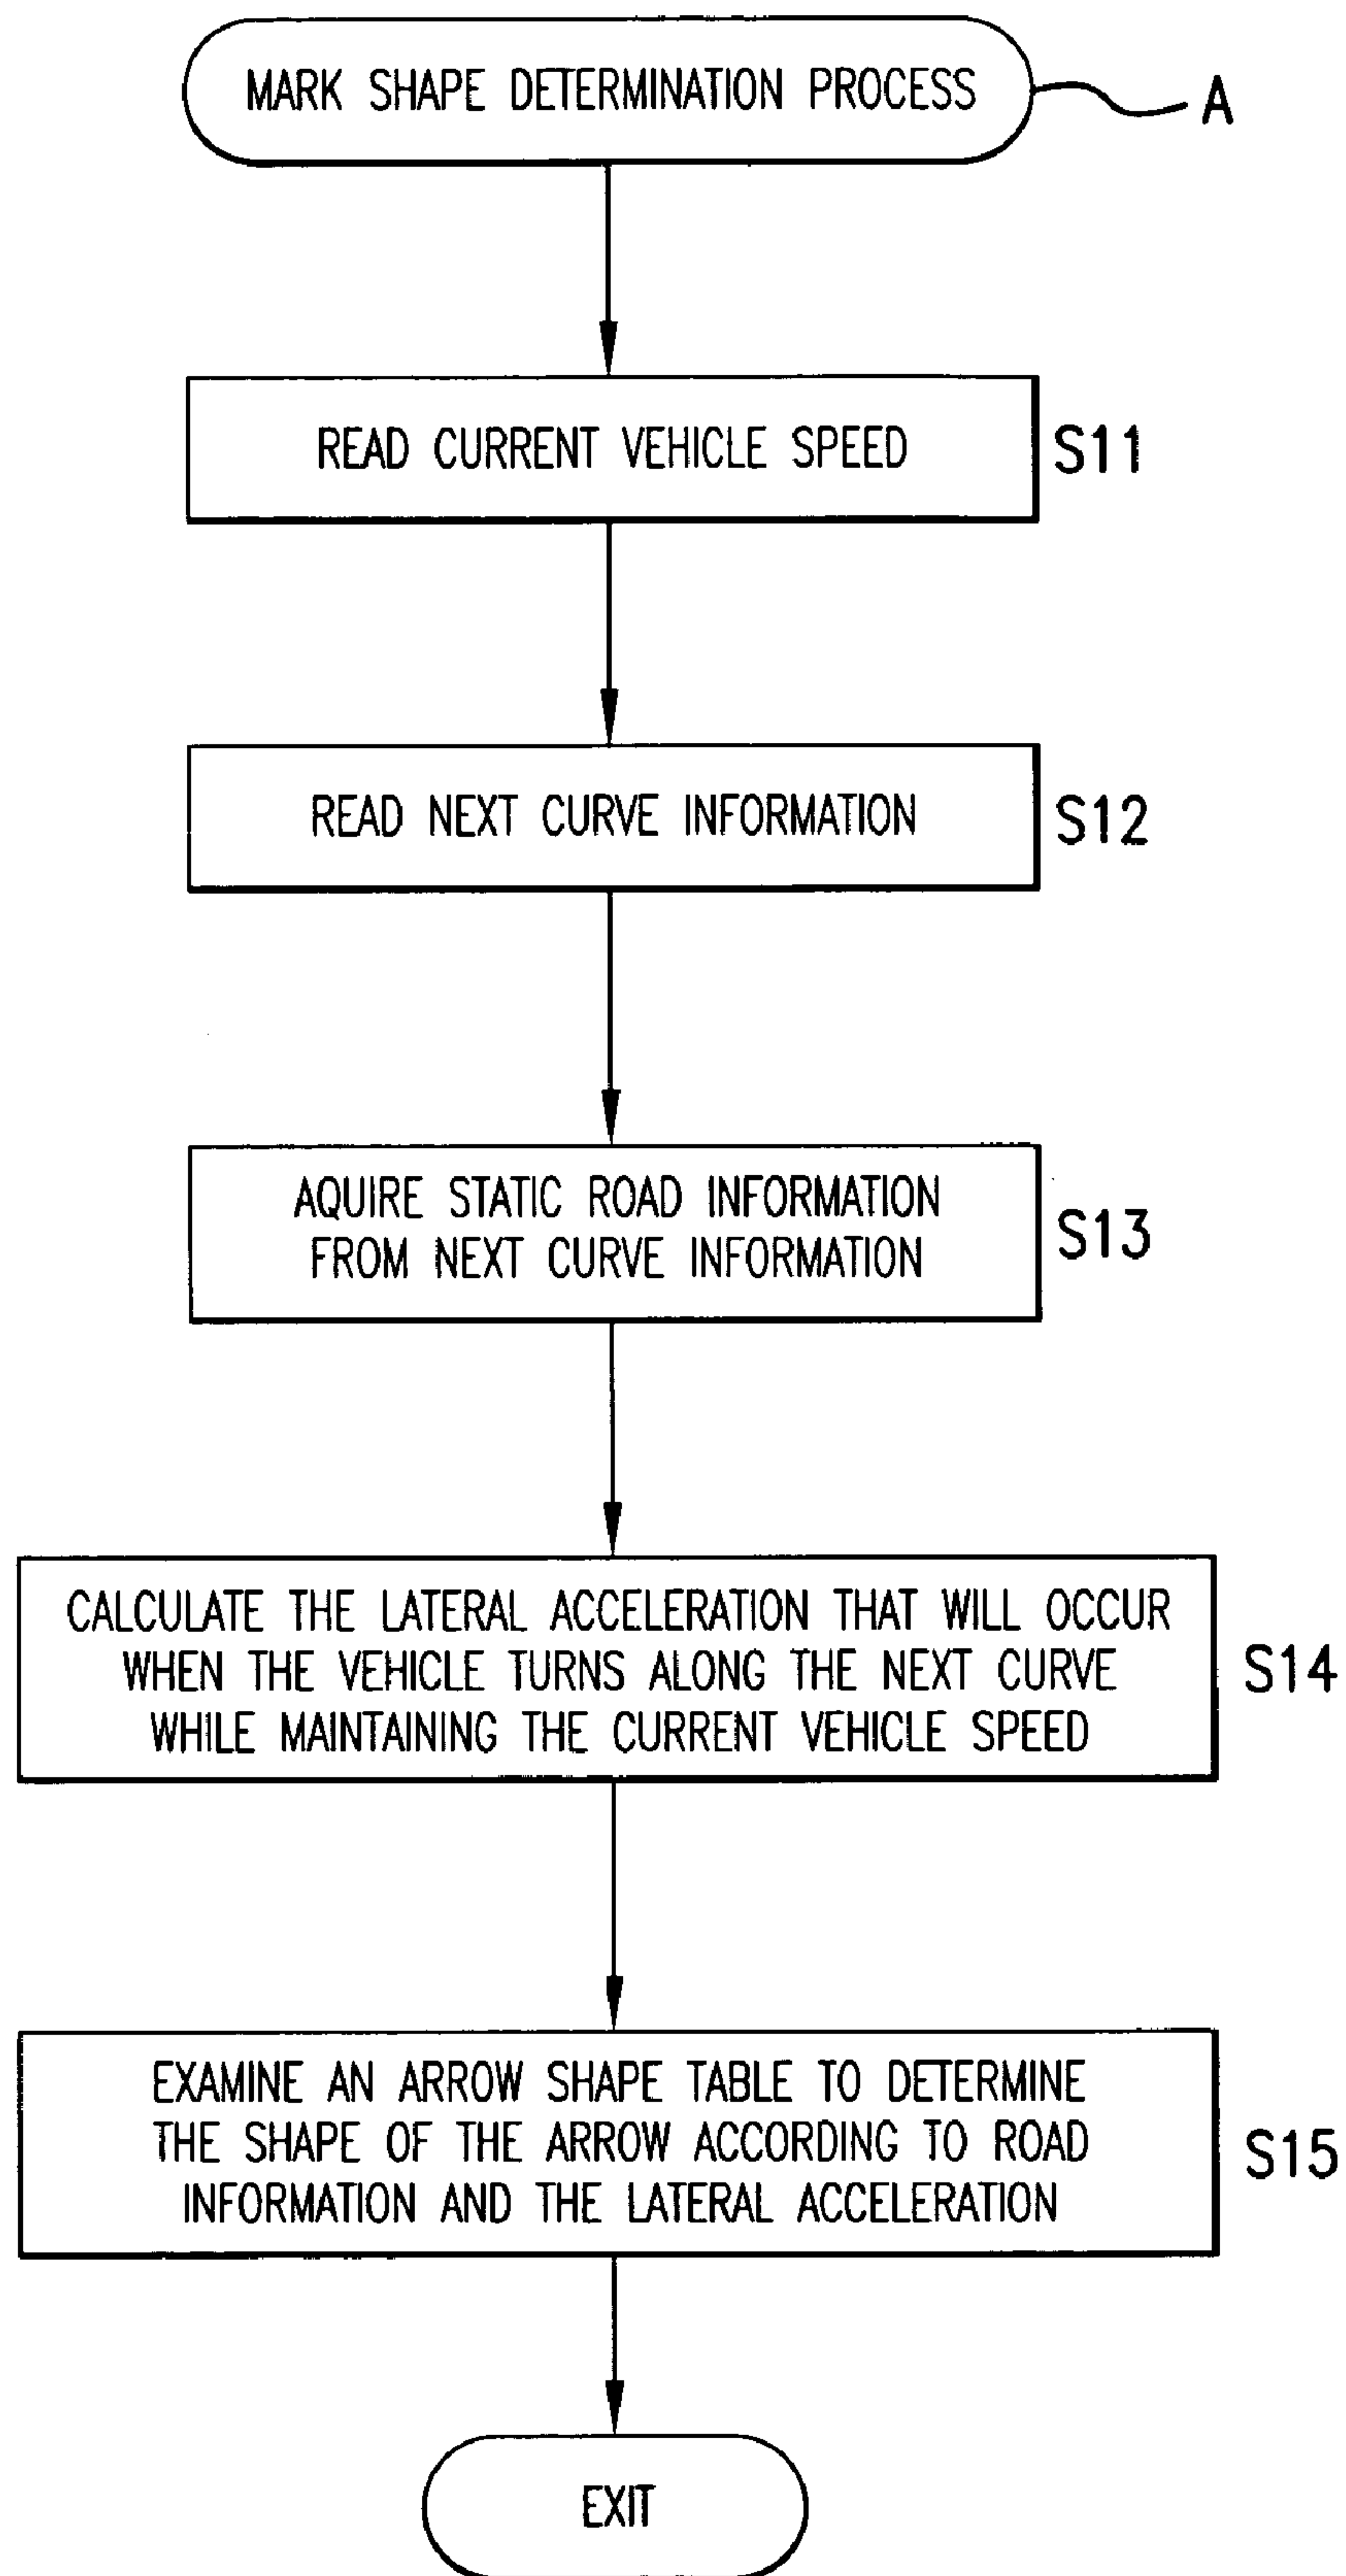 MARK SHAPE DETERMINATION PROCESS
A
READ CURRENT VEHICLE SPEED
S11
READ NEXT CURVE INFORMATION
S12
AQUIRE STATIC ROAD INFORMATION
FROM NEXT CURVE INFORMATION
S13
CALCULATE THE LATERAL ACCELERATION THAT WILL OCCUR
WHEN THE VEHICLE TURNS ALONG THE NEXT CURVE
WHILE MAINTAINING THE CURRENT VEHICLE SPEED
S14
EXAMINE AN ARROW SHAPE TABLE TO DETERMINE
THE SHAPE OF THE ARROW ACCORDING TO ROAD
INFORMATION AND THE LATERAL ACCELERATION
S15
EXIT